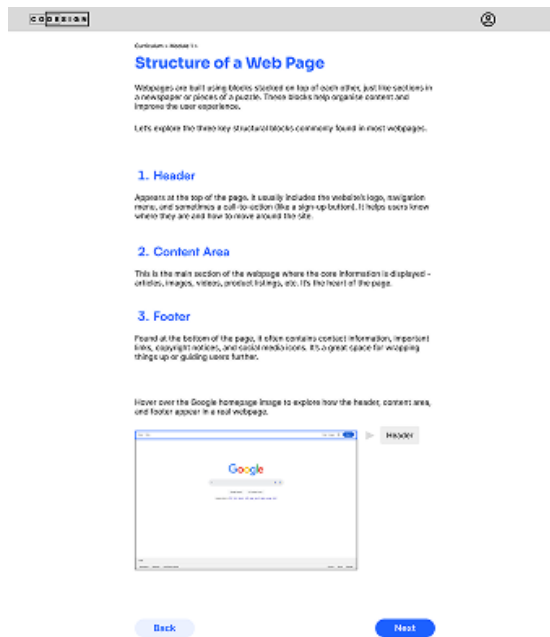 CODESIGN
Curriculum > Module 1 >
Structure of a Web Page
Webpages are built using blocks stacked on top of each other, just like sections in
a newspaper or pieces of a puzzle. These blocks help organise content and
improve the user experience.
Let's explore the three key structural blocks commonly found in most webpages.
1. Header
Appears at the top of the page. It usually includes the website's logo, navigation
menu, and sometimes a call-to-action (like a sign-up button). It helps users know
where they are and how to move around the site.
2. Content Area
This is the main section of the webpage where the core information is displayed -
articles, images, videos, product listings, etc. It's the heart of the page.
3. Footer
Found at the bottom of the page, it often contains contact information, important
links, copyright notices, and social media icons. It's a great space for wrapping
things up or guiding users further.
Hover over the Google homepage image to explore how the header, content area,
and footer appear in a real webpage.
Header
Google
Back
Next